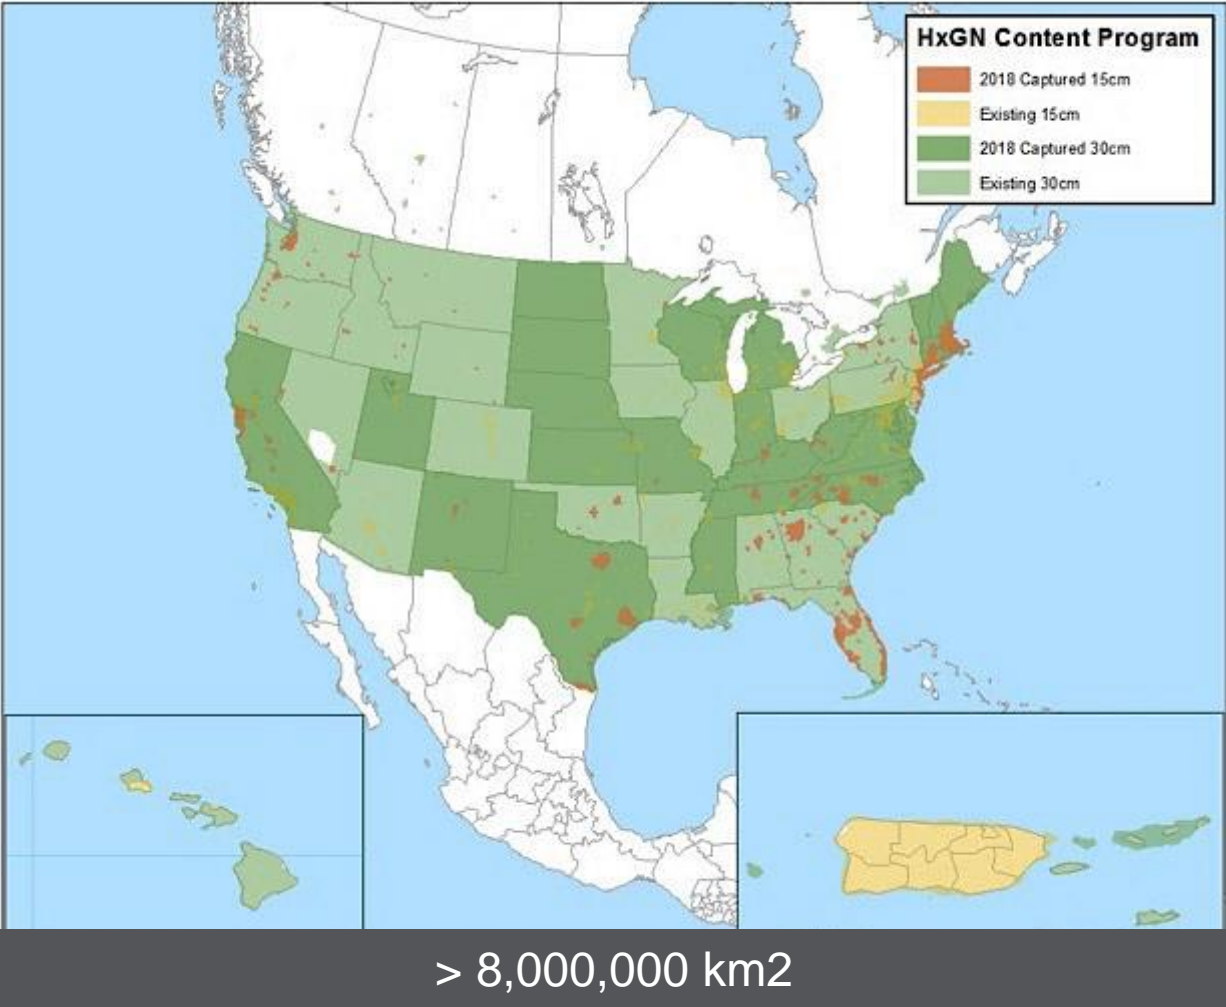 HxGN Content Program
2018 Captured 15cm
Existing 15cm
2018 Captured 30cm
Existing 30cm
> 8,000,000 km2